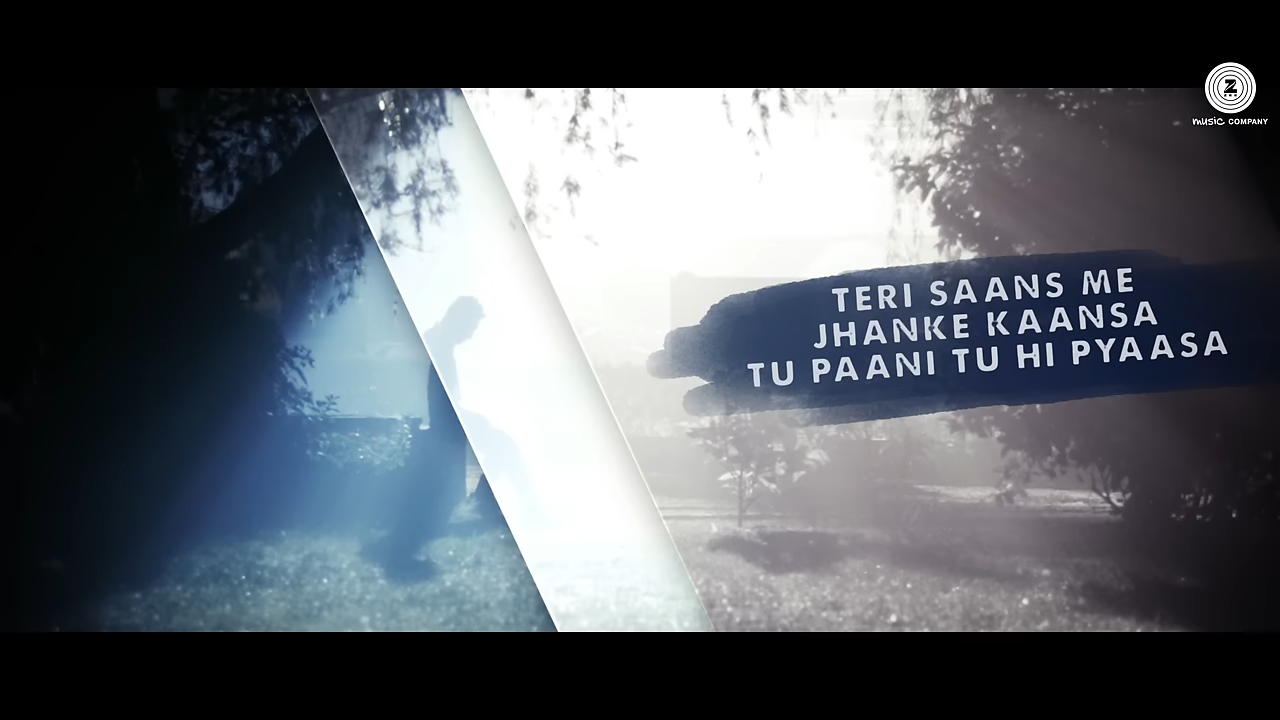 Z
music COMPANY
TERI SAANS ME
JHANKE KAANSA
TU PAANI TU HI PYAASA